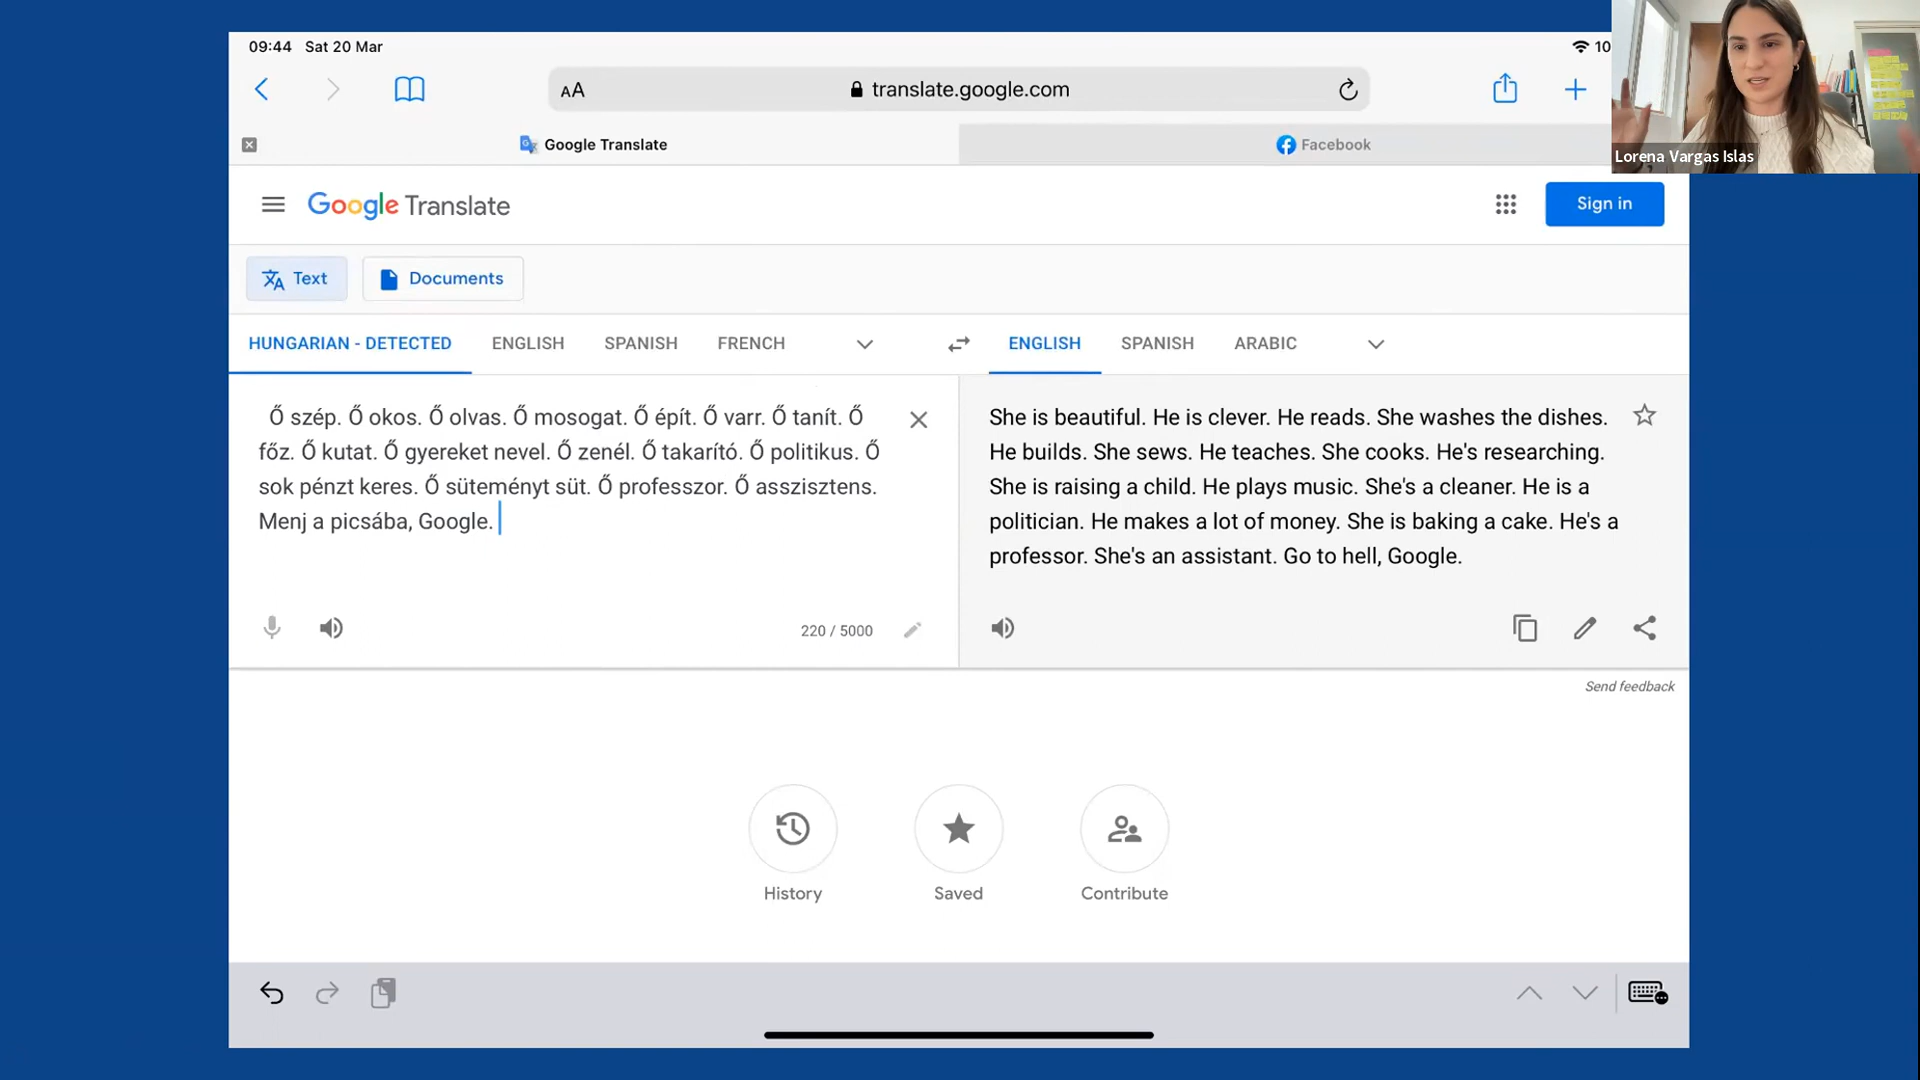 09:44 Sat 20 Mar
10
AA translate.google.com
Google Translate
Facebook
Lorena Vargas Islas
Google Translate
Sign in
Text
Documents
HUNGARIAN - DETECTED ENGLISH SPANISH FRENCH
ENGLISH SPANISH ARABIC
Ő szép. Ő okos. Ő olvas. Ő mosogat. Ő épít. Ő varr. Ő tanít. Ő
főz. Ő kutat. Ő gyereket nevel. Ő zenél. Ő takarító. Ő politikus. Ő
sok pénzt keres. Ő süteményt süt. Ő professzor. Ő asszisztens.
Menj a picsába, Google.
220 / 5000
She is beautiful. He is clever. He reads. She washes the dishes.
He builds. She sews. He teaches. She cooks. He's researching.
She is raising a child. He plays music. She's a cleaner. He is a
politician. He makes a lot of money. She is baking a cake. He's a
professor. She's an assistant. Go to hell, Google.
Send feedback
History
Saved
Contribute